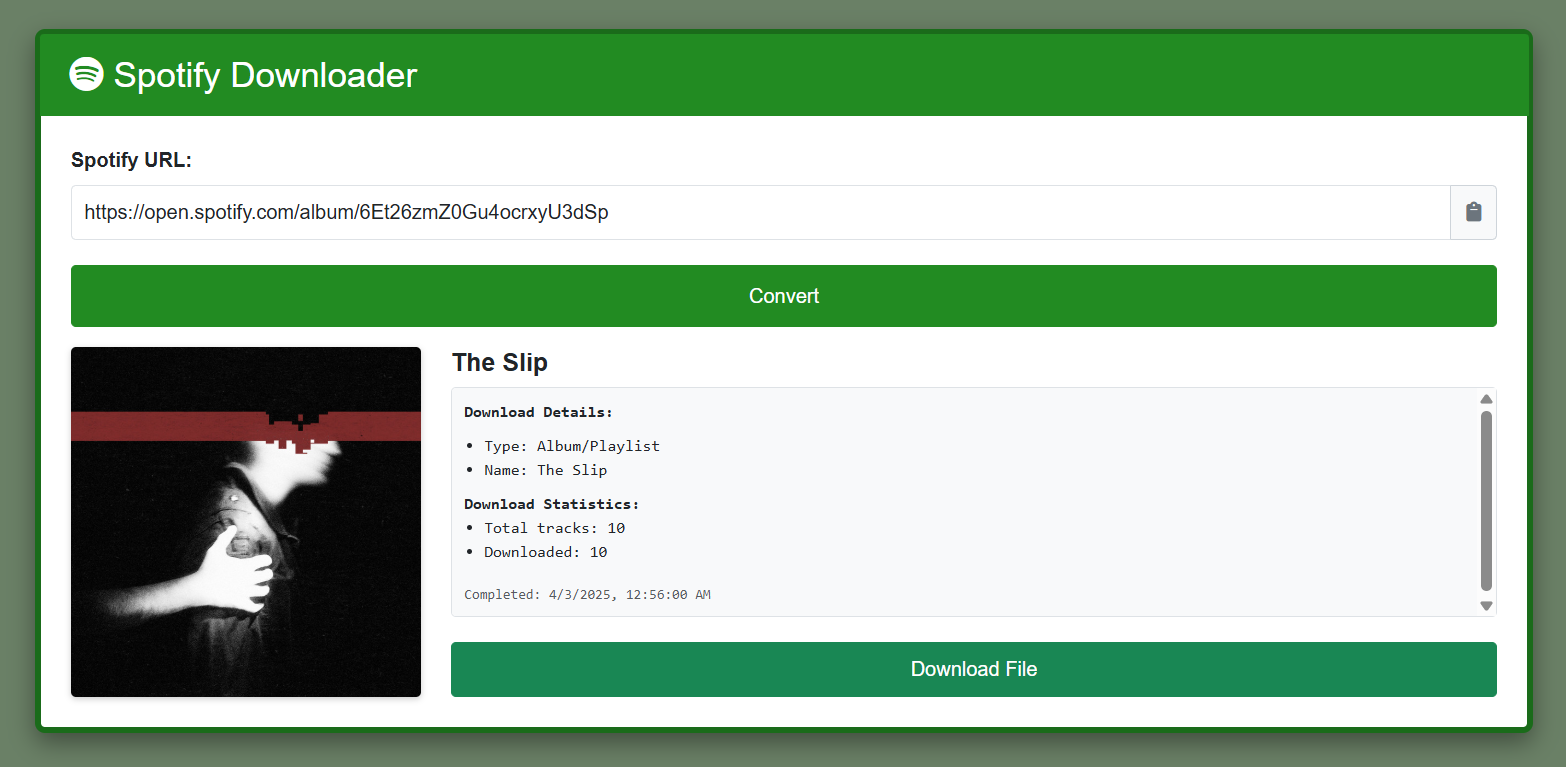 Spotify Downloader
Spotify URL:
https://open.spotify.com/album/6Et26zmZ0Gu4ocrxyU3dSp
Convert
The Slip
Download Details:
• Type: Album/Playlist
• Name: The Slip
Download Statistics:
• Total tracks: 10
• Downloaded: 10
Completed: 4/3/2025, 12:56:00 AM
Download File